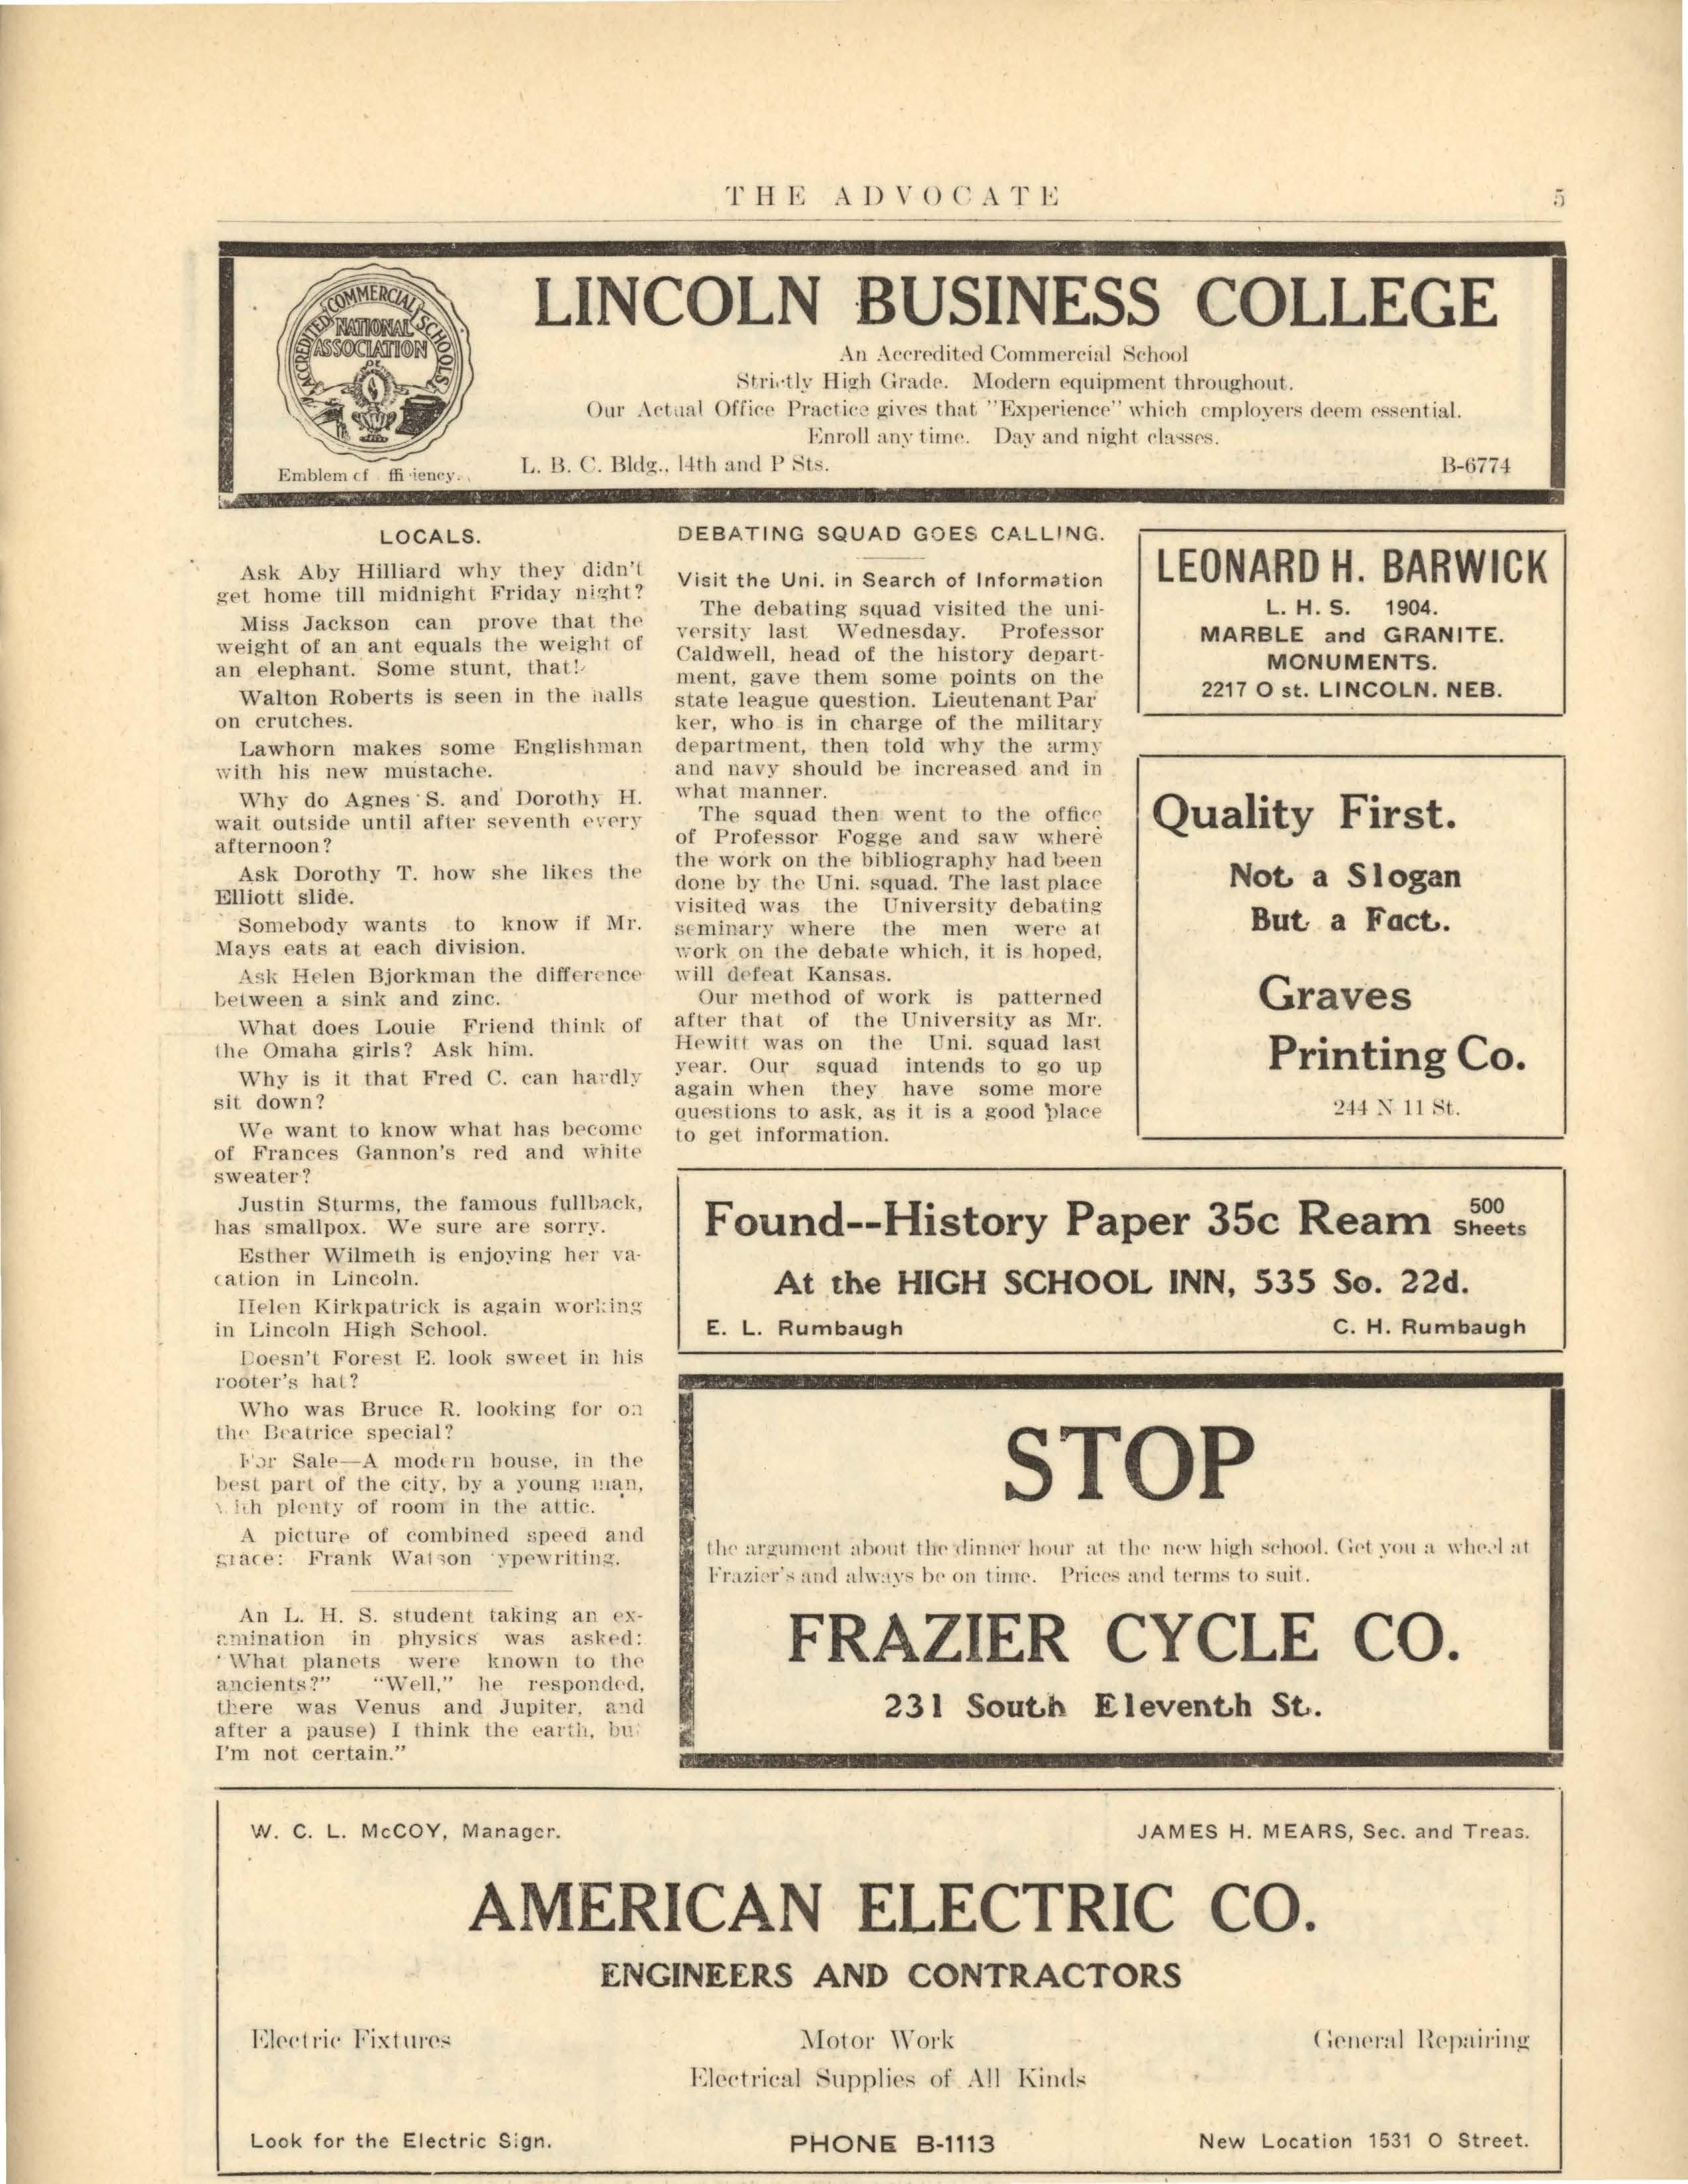 THE ADVOCATE 5
ACCREDITED COMMERCIAL SCHOOLS
NATIONAL
ASSOCIATION
OF
LINCOLN BUSINESS COLLEGE
An Accredited Commercial School
Strictly High Grade. Modern equipment throughout.
Our Actual Office Practice gives that "Experience" which employers deem essential.
Enroll any time. Day and night classes.
Emblem of fficiency.
L. B. C. Bldg., 14th and P Sts. B-6774
LOCALS.
Ask Aby Hilliard why they didn't
get home till midnight Friday night?
Miss Jackson can prove that the
weight of an ant equals the weight of
an elephant. Some stunt, that!
Walton Roberts is seen in the halls
on crutches.
Lawhorn makes some Englishman
with his new mustache.
Why do Agnes S. and Dorothy H.
wait outside until after seventh every
afternoon?
Ask Dorothy T. how she likes the
Elliott slide.
Somebody wants to know if Mr.
Mays eats at each division.
Ask Helen Bjorkman the difference
between a sink and zinc.
What does Louie Friend think of
the Omaha girls? Ask him.
Why is it that Fred C. can hardly
sit down?
We want to know what has become
of Frances Gannon's red and white
sweater?
Justin Sturms, the famous fullback,
has smallpox. We sure are sorry.
Esther Wilmeth is enjoying her va-
cation in Lincoln.
Helen Kirkpatrick is again working
in Lincoln High School.
Doesn't Forest E. look sweet in his
rooter's hat?
Who was Bruce R. looking for on
the Beatrice special?
For Sale—A modern house, in the
best part of the city, by a young man,
with plenty of room in the attic.
A picture of combined speed and
grace: Frank Watson ypewriting.
An L. H. S. student taking an ex-
amination in physics was asked:
"What planets were known to the
ancients?" "Well," he responded,
there was Venus and Jupiter, and
after a pause) I think the earth, but
I'm not certain."
DEBATING SQUAD GOES CALLING.
Visit the Uni. in Search of Information
The debating squad visited the uni-
versity last Wednesday. Professor
Caldwell, head of the history depart-
ment, gave them some points on the
state league question. Lieutenant Par
ker, who is in charge of the military
department, then told why the army
and navy should be increased and in
what manner.
The squad then went to the office
of Professor Fogge and saw where
the work on the bibliography had been
done by the Uni. squad. The last place
visited was the University debating
seminary where the men were at
work on the debate which, it is hoped,
will defeat Kansas.
Our method of work is patterned
after that of the University as Mr.
Hewitt was on the Uni. squad last
year. Our squad intends to go up
again when they have some more
questions to ask, as it is a good place
to get information.
LEONARD H. BARWICK
L. H. S. 1904.
MARBLE and GRANITE.
MONUMENTS.
2217 O st. LINCOLN. NEB.
Quality First.
Not a Slogan
But a Fact.
Graves
Printing Co.
244 N 11 St.
Found--History Paper 35c Ream 500 Sheets
At the HIGH SCHOOL INN, 535 So. 22d.
E. L. Rumbaugh C. H. Rumbaugh
STOP
the argument about the dinner hour at the new high school. Get you a wheel at
Frazier's and always be on time. Prices and terms to suit.
FRAZIER CYCLE CO.
231 South Eleventh St.
W. C. L. McCOY, Manager. JAMES H. MEARS, Sec. and Treas.
AMERICAN ELECTRIC CO.
ENGINEERS AND CONTRACTORS
Electric Fixtures Motor Work General Repairing
Electrical Supplies of All Kinds
Look for the Electric Sign. PHONE B-1113 New Location 1531 O Street.